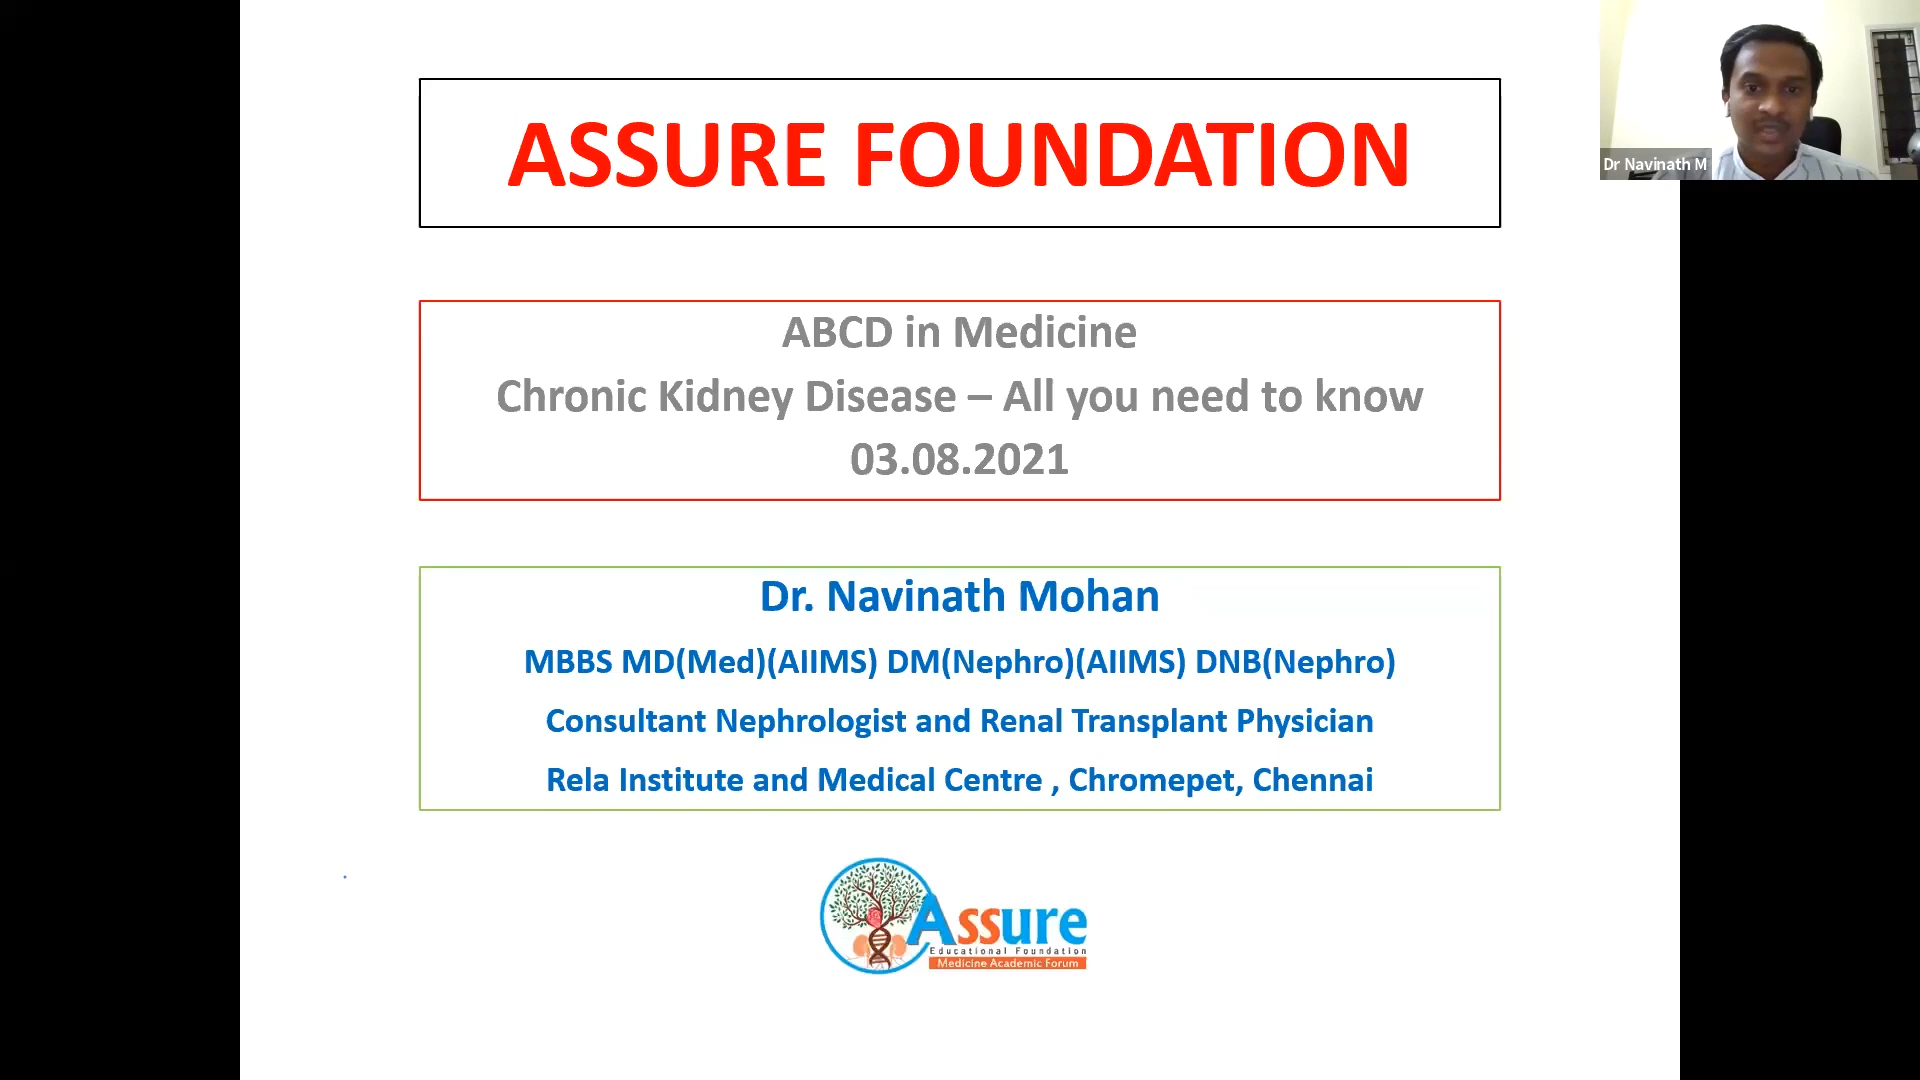 ASSURE FOUNDATION
Dr Navinath M
ABCD in Medicine
Chronic Kidney Disease – All you need to know
03.08.2021
Dr. Navinath Mohan
MBBS MD(Med)(AIIMS) DM(Nephro)(AIIMS) DNB(Nephro)
Consultant Nephrologist and Renal Transplant Physician
Rela Institute and Medical Centre , Chromepet, Chennai
Assure
Educational Foundation
Medicine Academic Forum